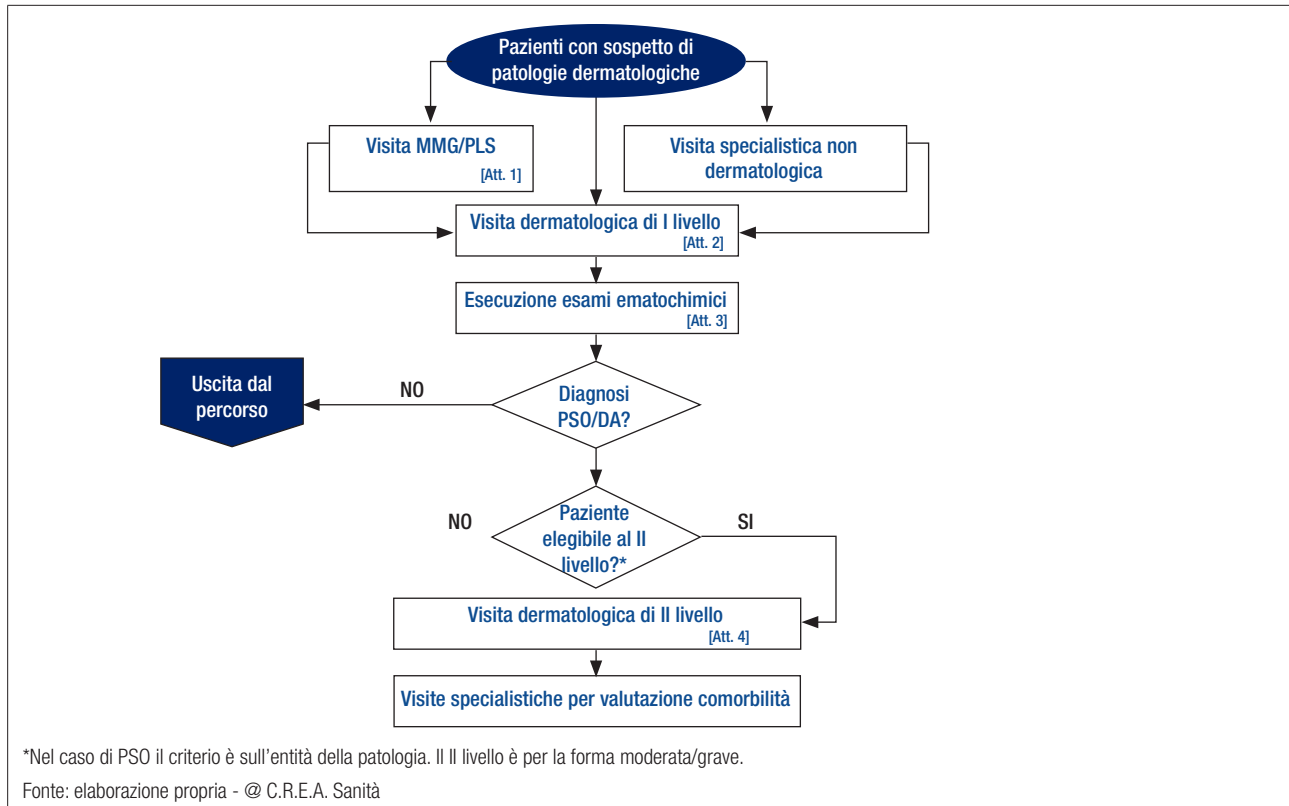 Pazienti con sospetto di
patologie dermatologiche
Visita MMG/PLS
[Att. 1]
Visita specialistica non
dermatologica
Visita dermatologica di I livello
[Att. 2]
Esecuzione esami ematochimici
[Att. 3]
Uscita dal
percorso
NO
Diagnosi
PSO/DA?
NO
Paziente
elegibile al II
livello?*
SI
Visita dermatologica di II livello
[Att. 4]
Visite specialistiche per valutazione comorbilità
*Nel caso di PSO il criterio è sull'entità della patologia. Il II livello è per la forma moderata/grave.
Fonte: elaborazione propria - @ C.R.E.A. Sanità